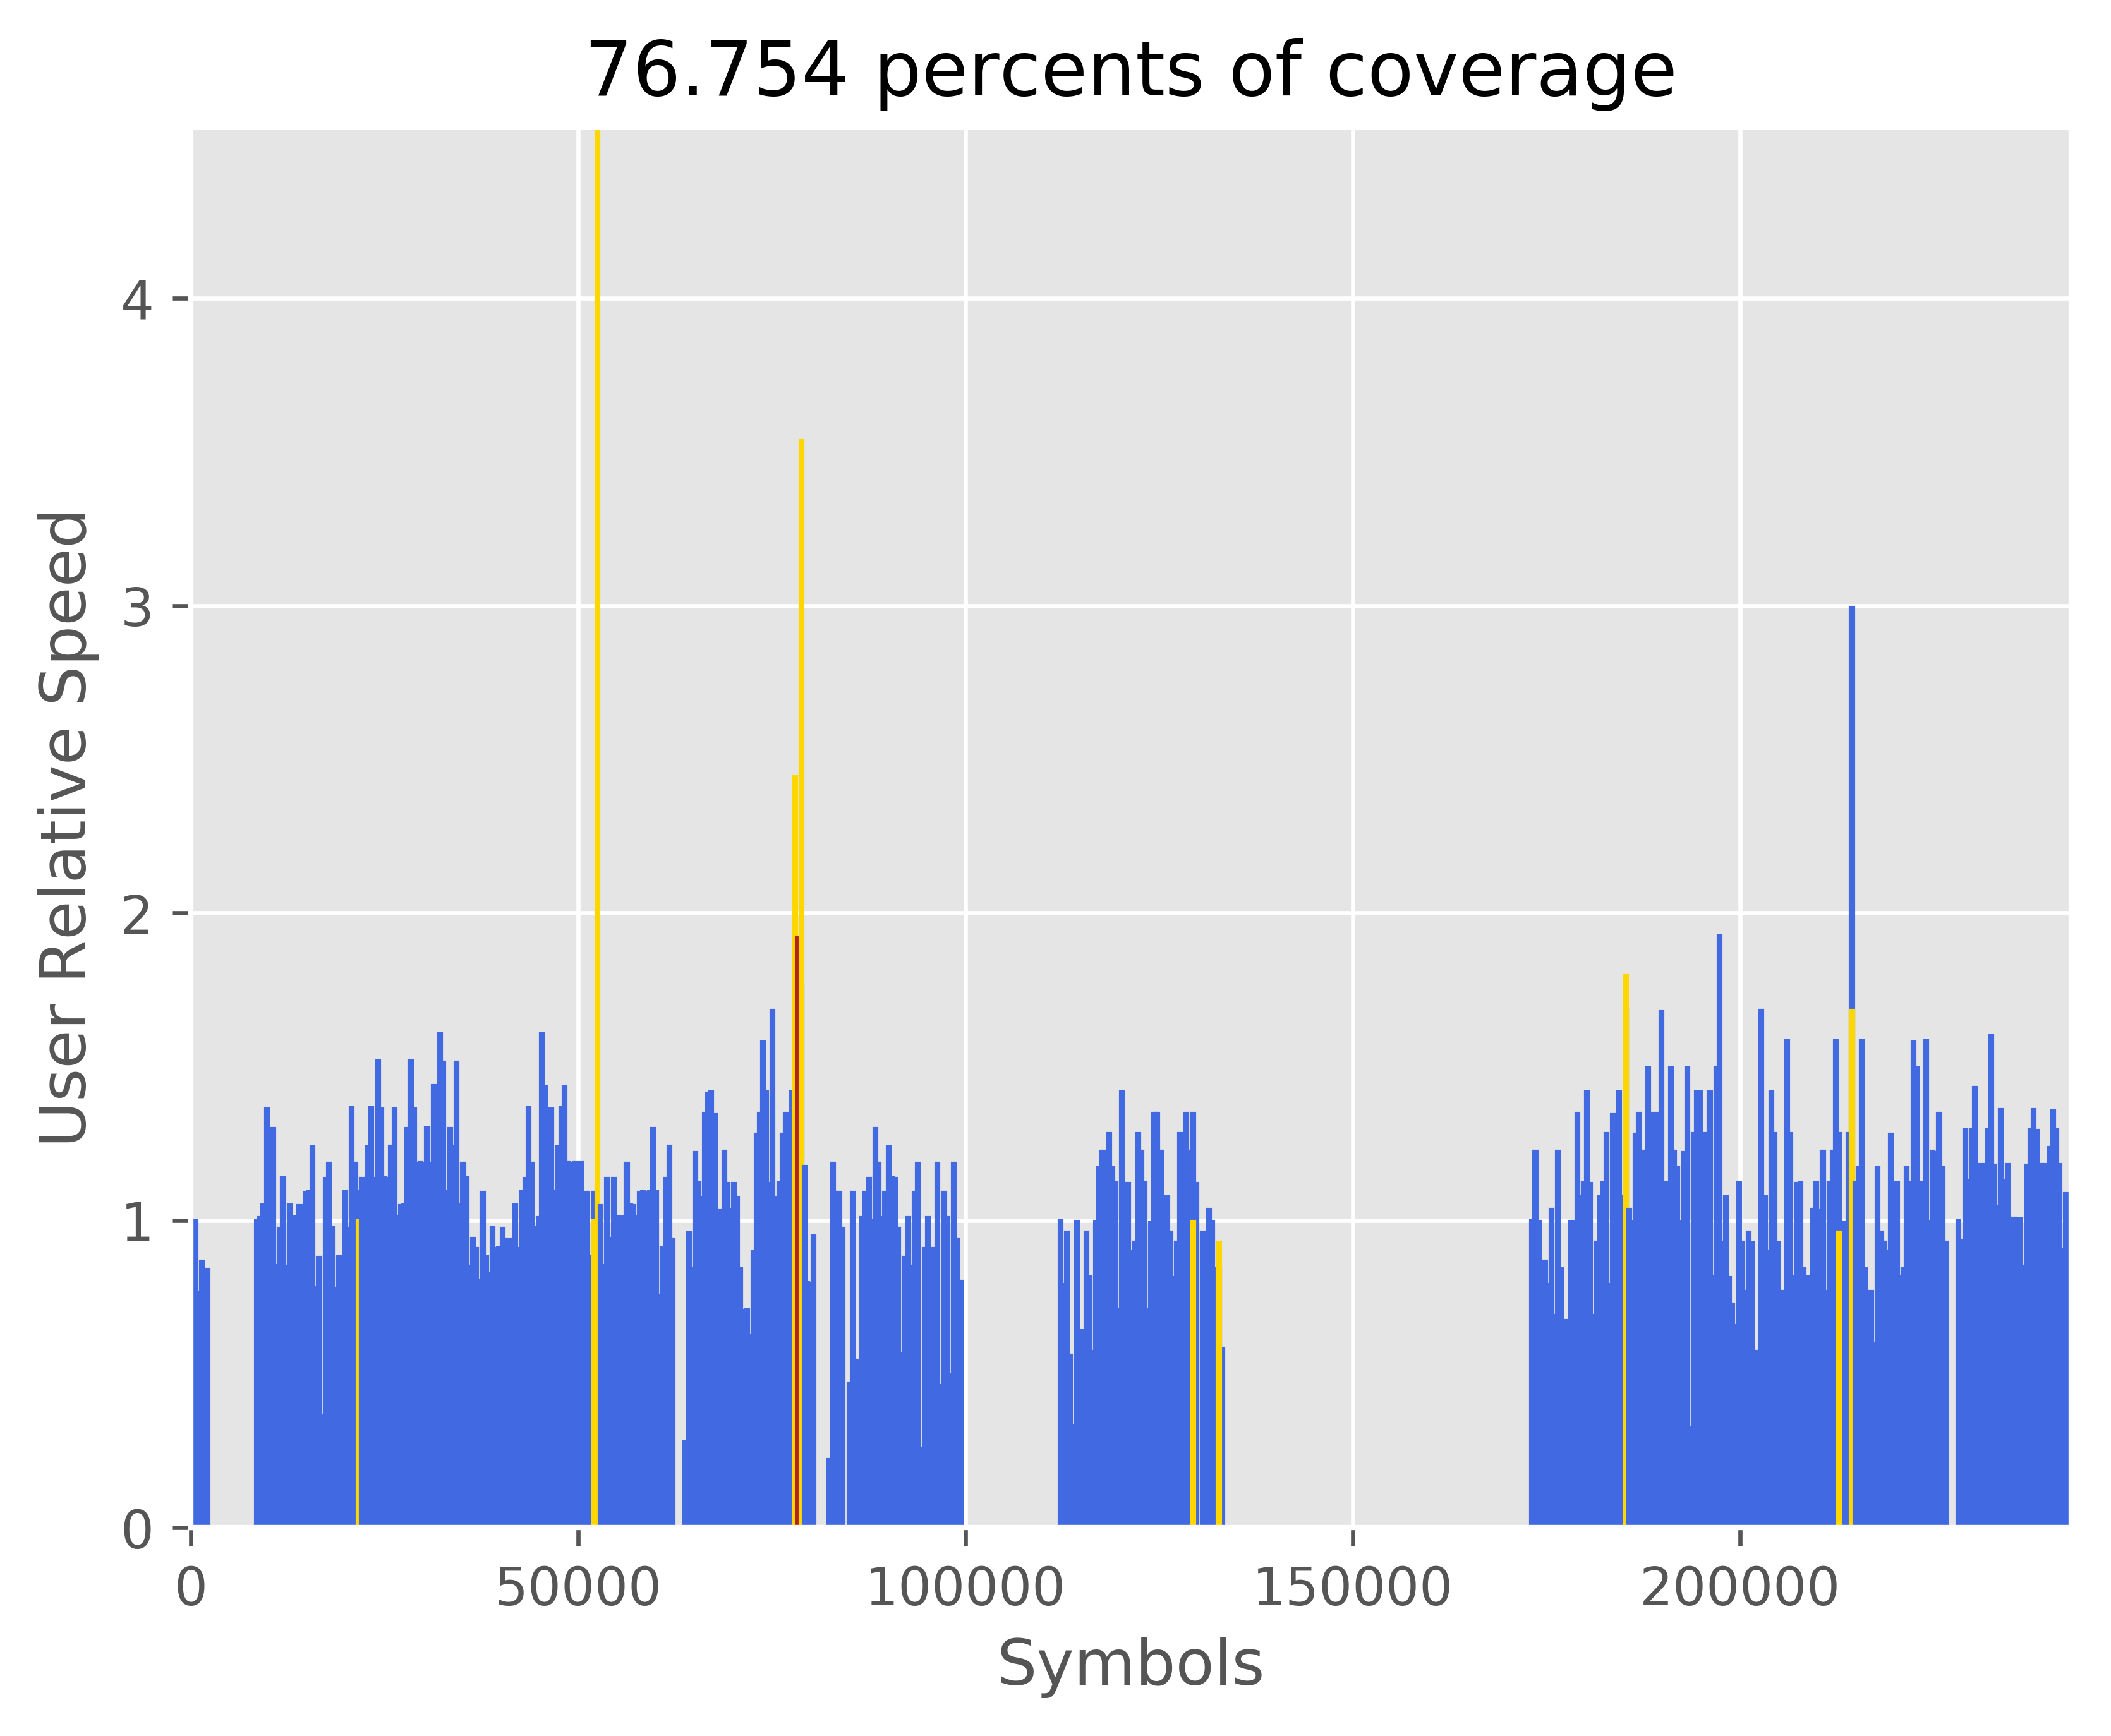 76.754 percents of coverage
4
3
2
1
0
User Relative Speed
0 50000 100000 150000 200000
Symbols